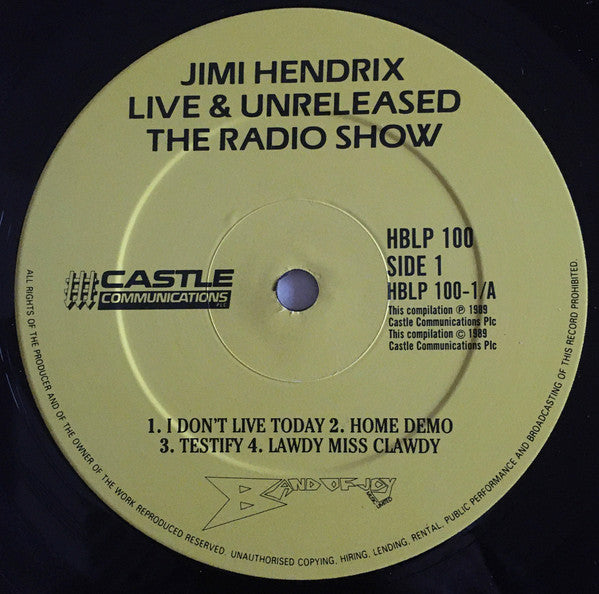 JIMI HENDRIX
LIVE & UNRELEASED
THE RADIO SHOW
CASTLE
COMMUNICATIONS
PLC
HBLP 100
SIDE 1
HBLP 100-1/A
This compilation ℗ 1989
Castle Communications Plc
This compilation © 1989
Castle Communications Plc
1. I DON'T LIVE TODAY 2. HOME DEMO
3. TESTIFY 4. LAWDY MISS CLAWDY
BAND OF JOY
MUSIC LIMITED
ALL RIGHTS OF THE PRODUCER AND OF THE OWNER OF THE WORK REPRODUCED RESERVED. UNAUTHORISED COPYING, HIRING, LENDING, RENTAL, PUBLIC PERFORMANCE AND BROADCASTING OF THIS RECORD PROHIBITED.